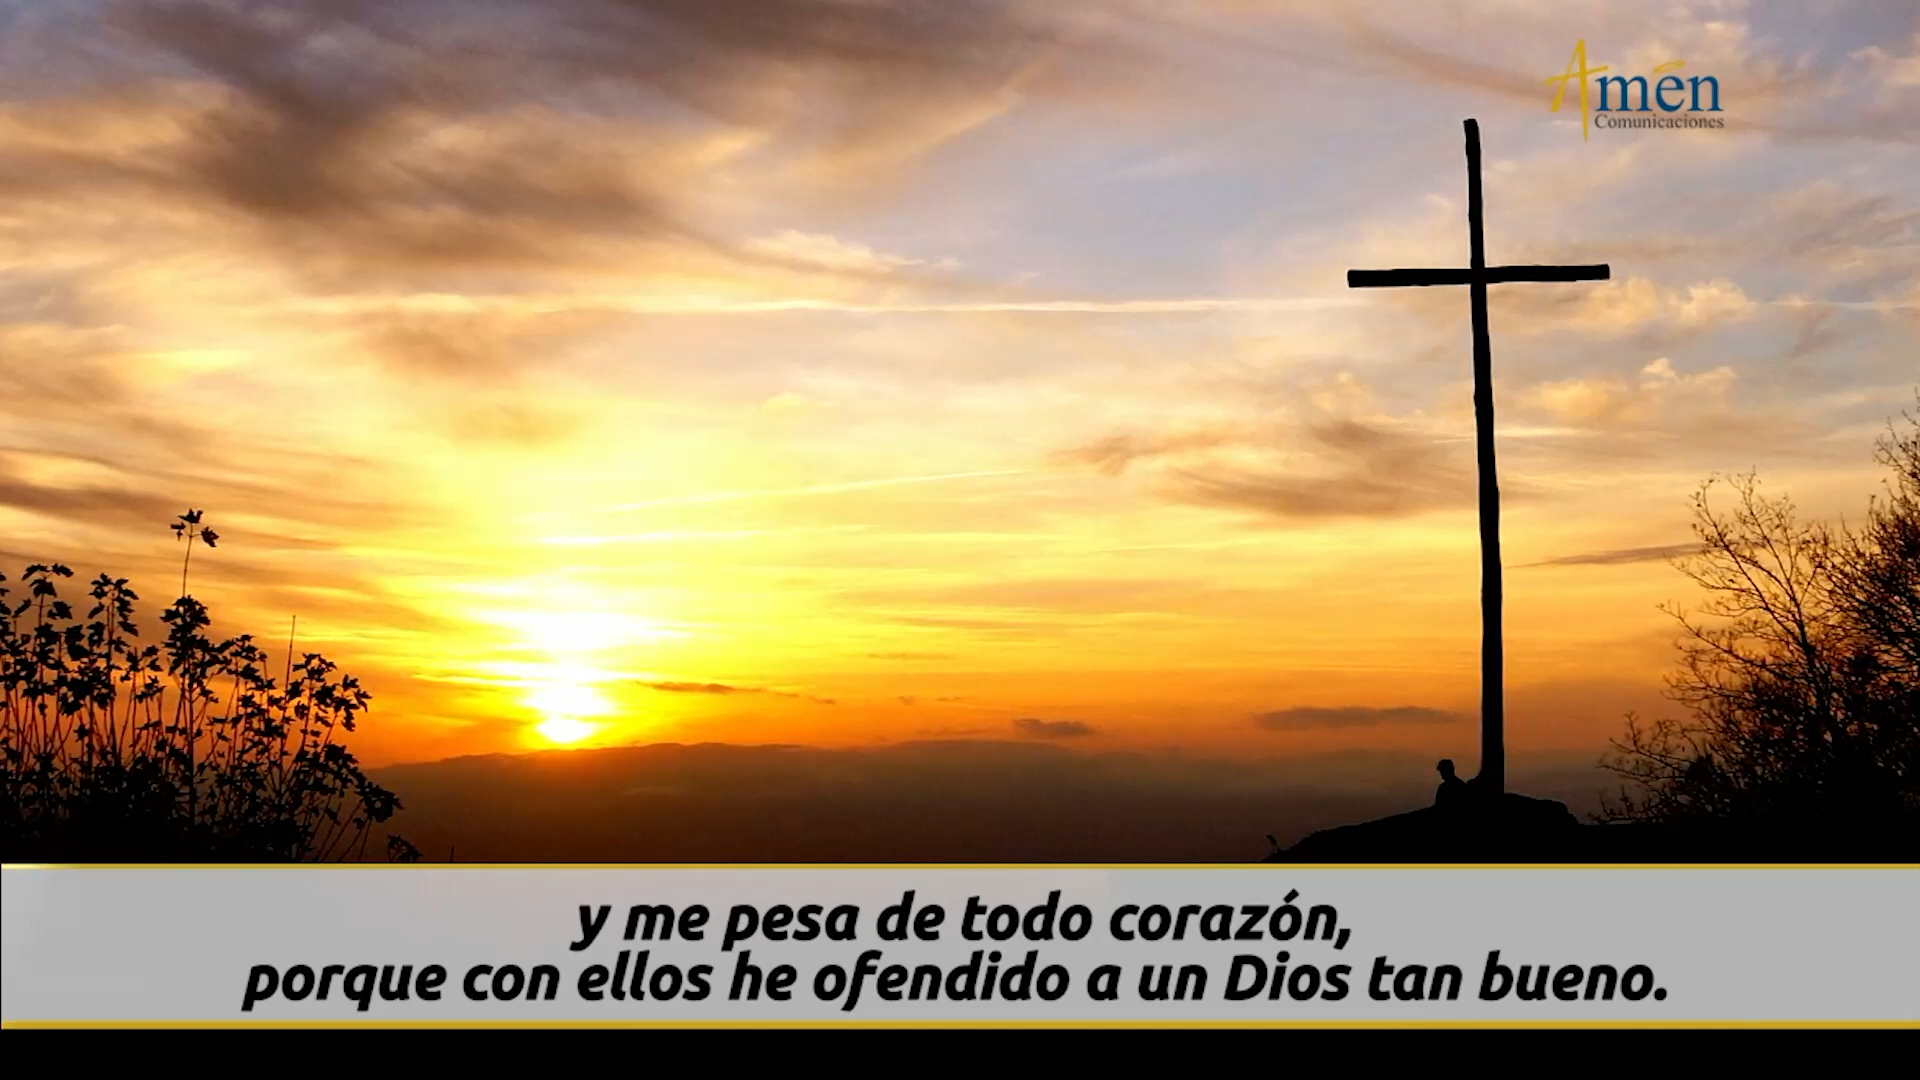 Amén
Comunicaciones
y me pesa de todo corazón,
porque con ellos he ofendido a un Dios tan bueno.